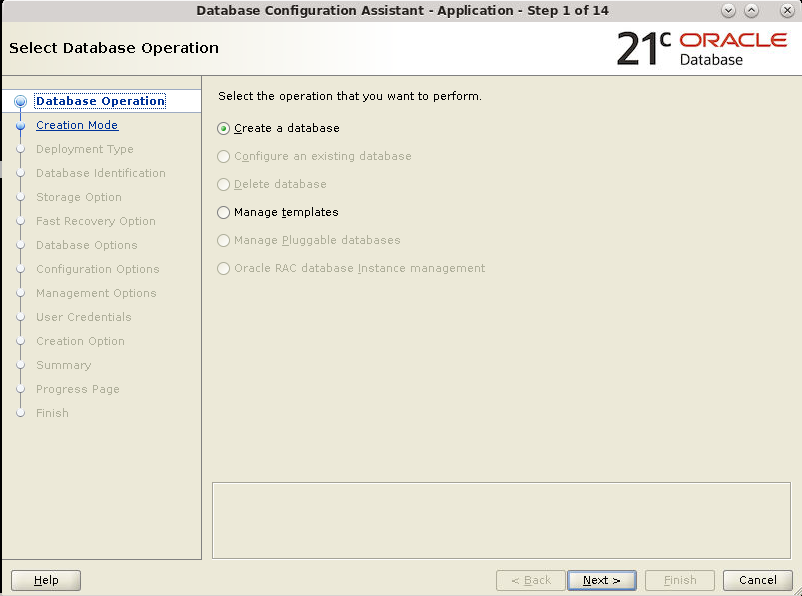 Database Configuration Assistant - Application - Step 1 of 14
Select Database Operation
21c ORACLE
Database
Database Operation
Creation Mode
Deployment Type
Database Identification
Storage Option
Fast Recovery Option
Database Options
Configuration Options
Management Options
User Credentials
Creation Option
Summary
Progress Page
Finish
Select the operation that you want to perform.
Create a database
Configure an existing database
Delete database
Manage templates
Manage Pluggable databases
Oracle RAC database Instance management
Help
< Back
Next >
Finish
Cancel